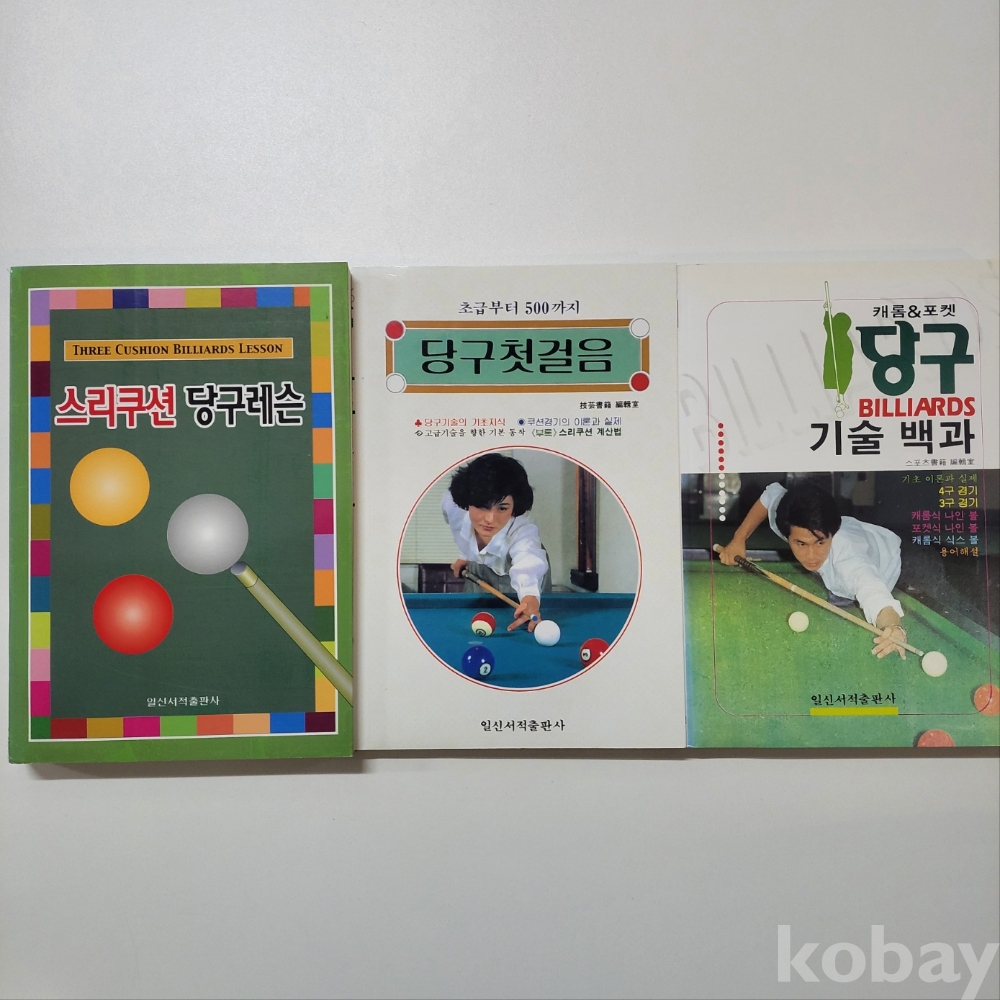 THREE CUSHION BILLIARDS LESSON
스리쿠션 당구레슨
일신서적출판사
초급부터 500까지
당구첫걸음
技芸書籍 編輯室
♣ 당구기술의 기초지식 ◉ 쿠션경기의 이론과 실제
고급기술을 향한 기본 동작 〈부록〉 스리쿠션 계산법
2
일신서적출판사
캐롬&포켓
당구
BILLIARDS
기술 백과
스포츠書籍 編輯室
기초 이론과 실제
4구 경기
3구 경기
캐롬식 나인 볼
포켓식 나인 볼
캐롬식 식스 볼
용어해설
일신서적출판사
kobay